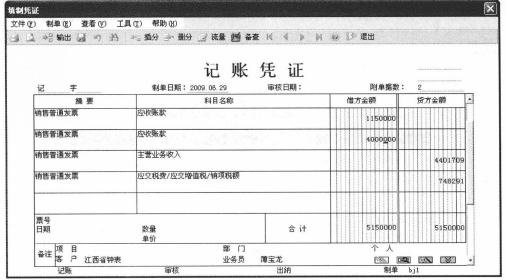 填制凭证
文件(F) 制单(E) 查看(V) 工具(T) 帮助(H)
输出 插分 删分 流量 备查 退出
记 账 凭 证
记 字 制单日期: 2009.06.29 审核日期: 附单据数: 2
摘 要 科目名称 借方金额 贷方金额
销售普通发票 应收账款 1150000
销售普通发票 应收账款 4000000
销售普通发票 主营业务收入 4401709
销售普通发票 应交税费/应交增值税/销项税额 748291
票号
日期 数量 合 计 5150000 5150000
单价
备注 项 目 部 门 个 人
客 户 江西省钟表 业务员 薄宝龙
记账 审核 出纳 制单 bj1